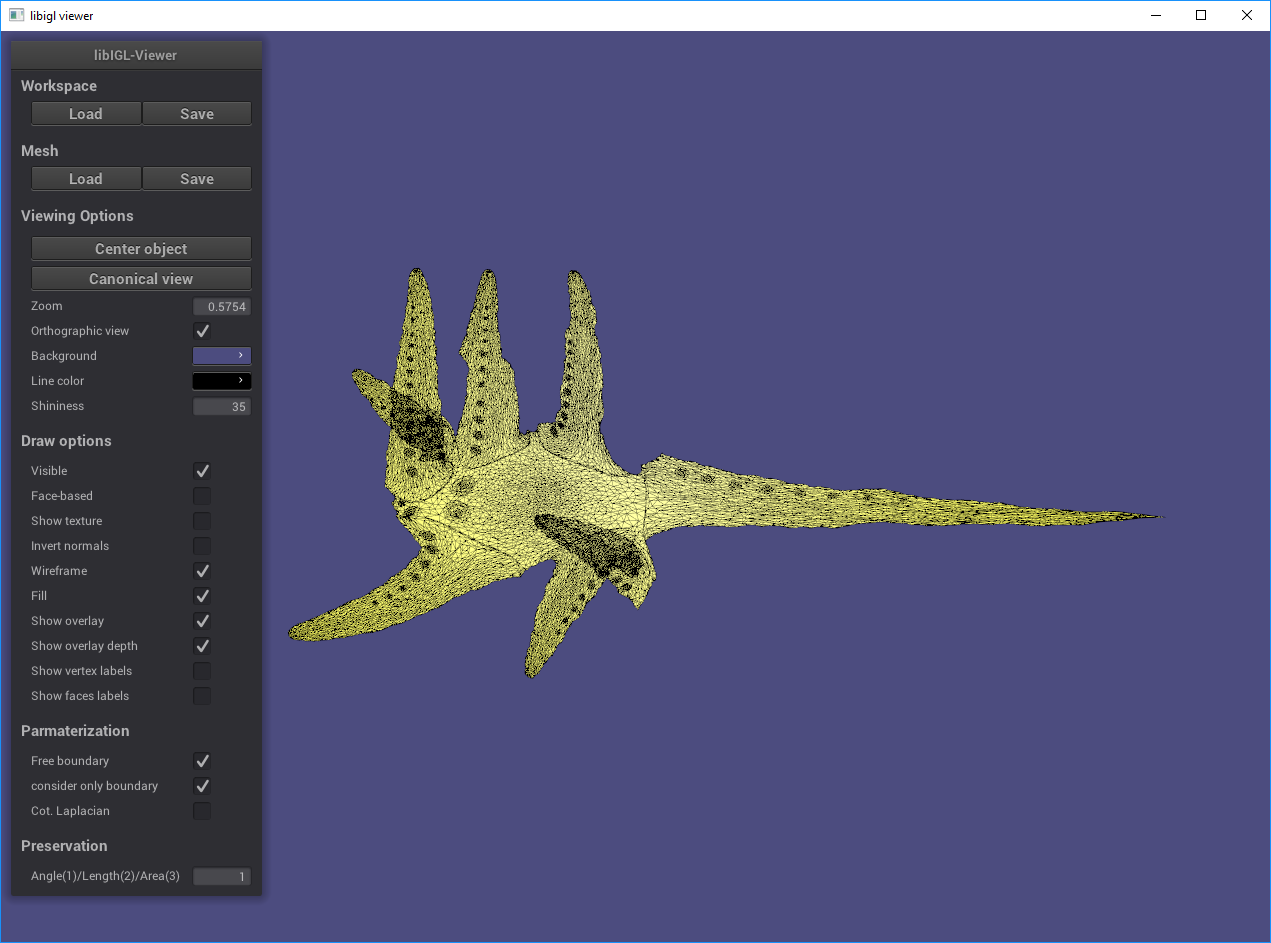 libigl viewer
libIGL-Viewer
Workspace
Load Save
Mesh
Load Save
Viewing Options
Center object
Canonical view
Zoom 0.5754
Orthographic view
Background
Line color
Shininess 35
Draw options
Visible
Face-based
Show texture
Invert normals
Wireframe
Fill
Show overlay
Show overlay depth
Show vertex labels
Show faces labels
Parmaterization
Free boundary
consider only boundary
Cot. Laplacian
Preservation
Angle(1)/Length(2)/Area(3) 1